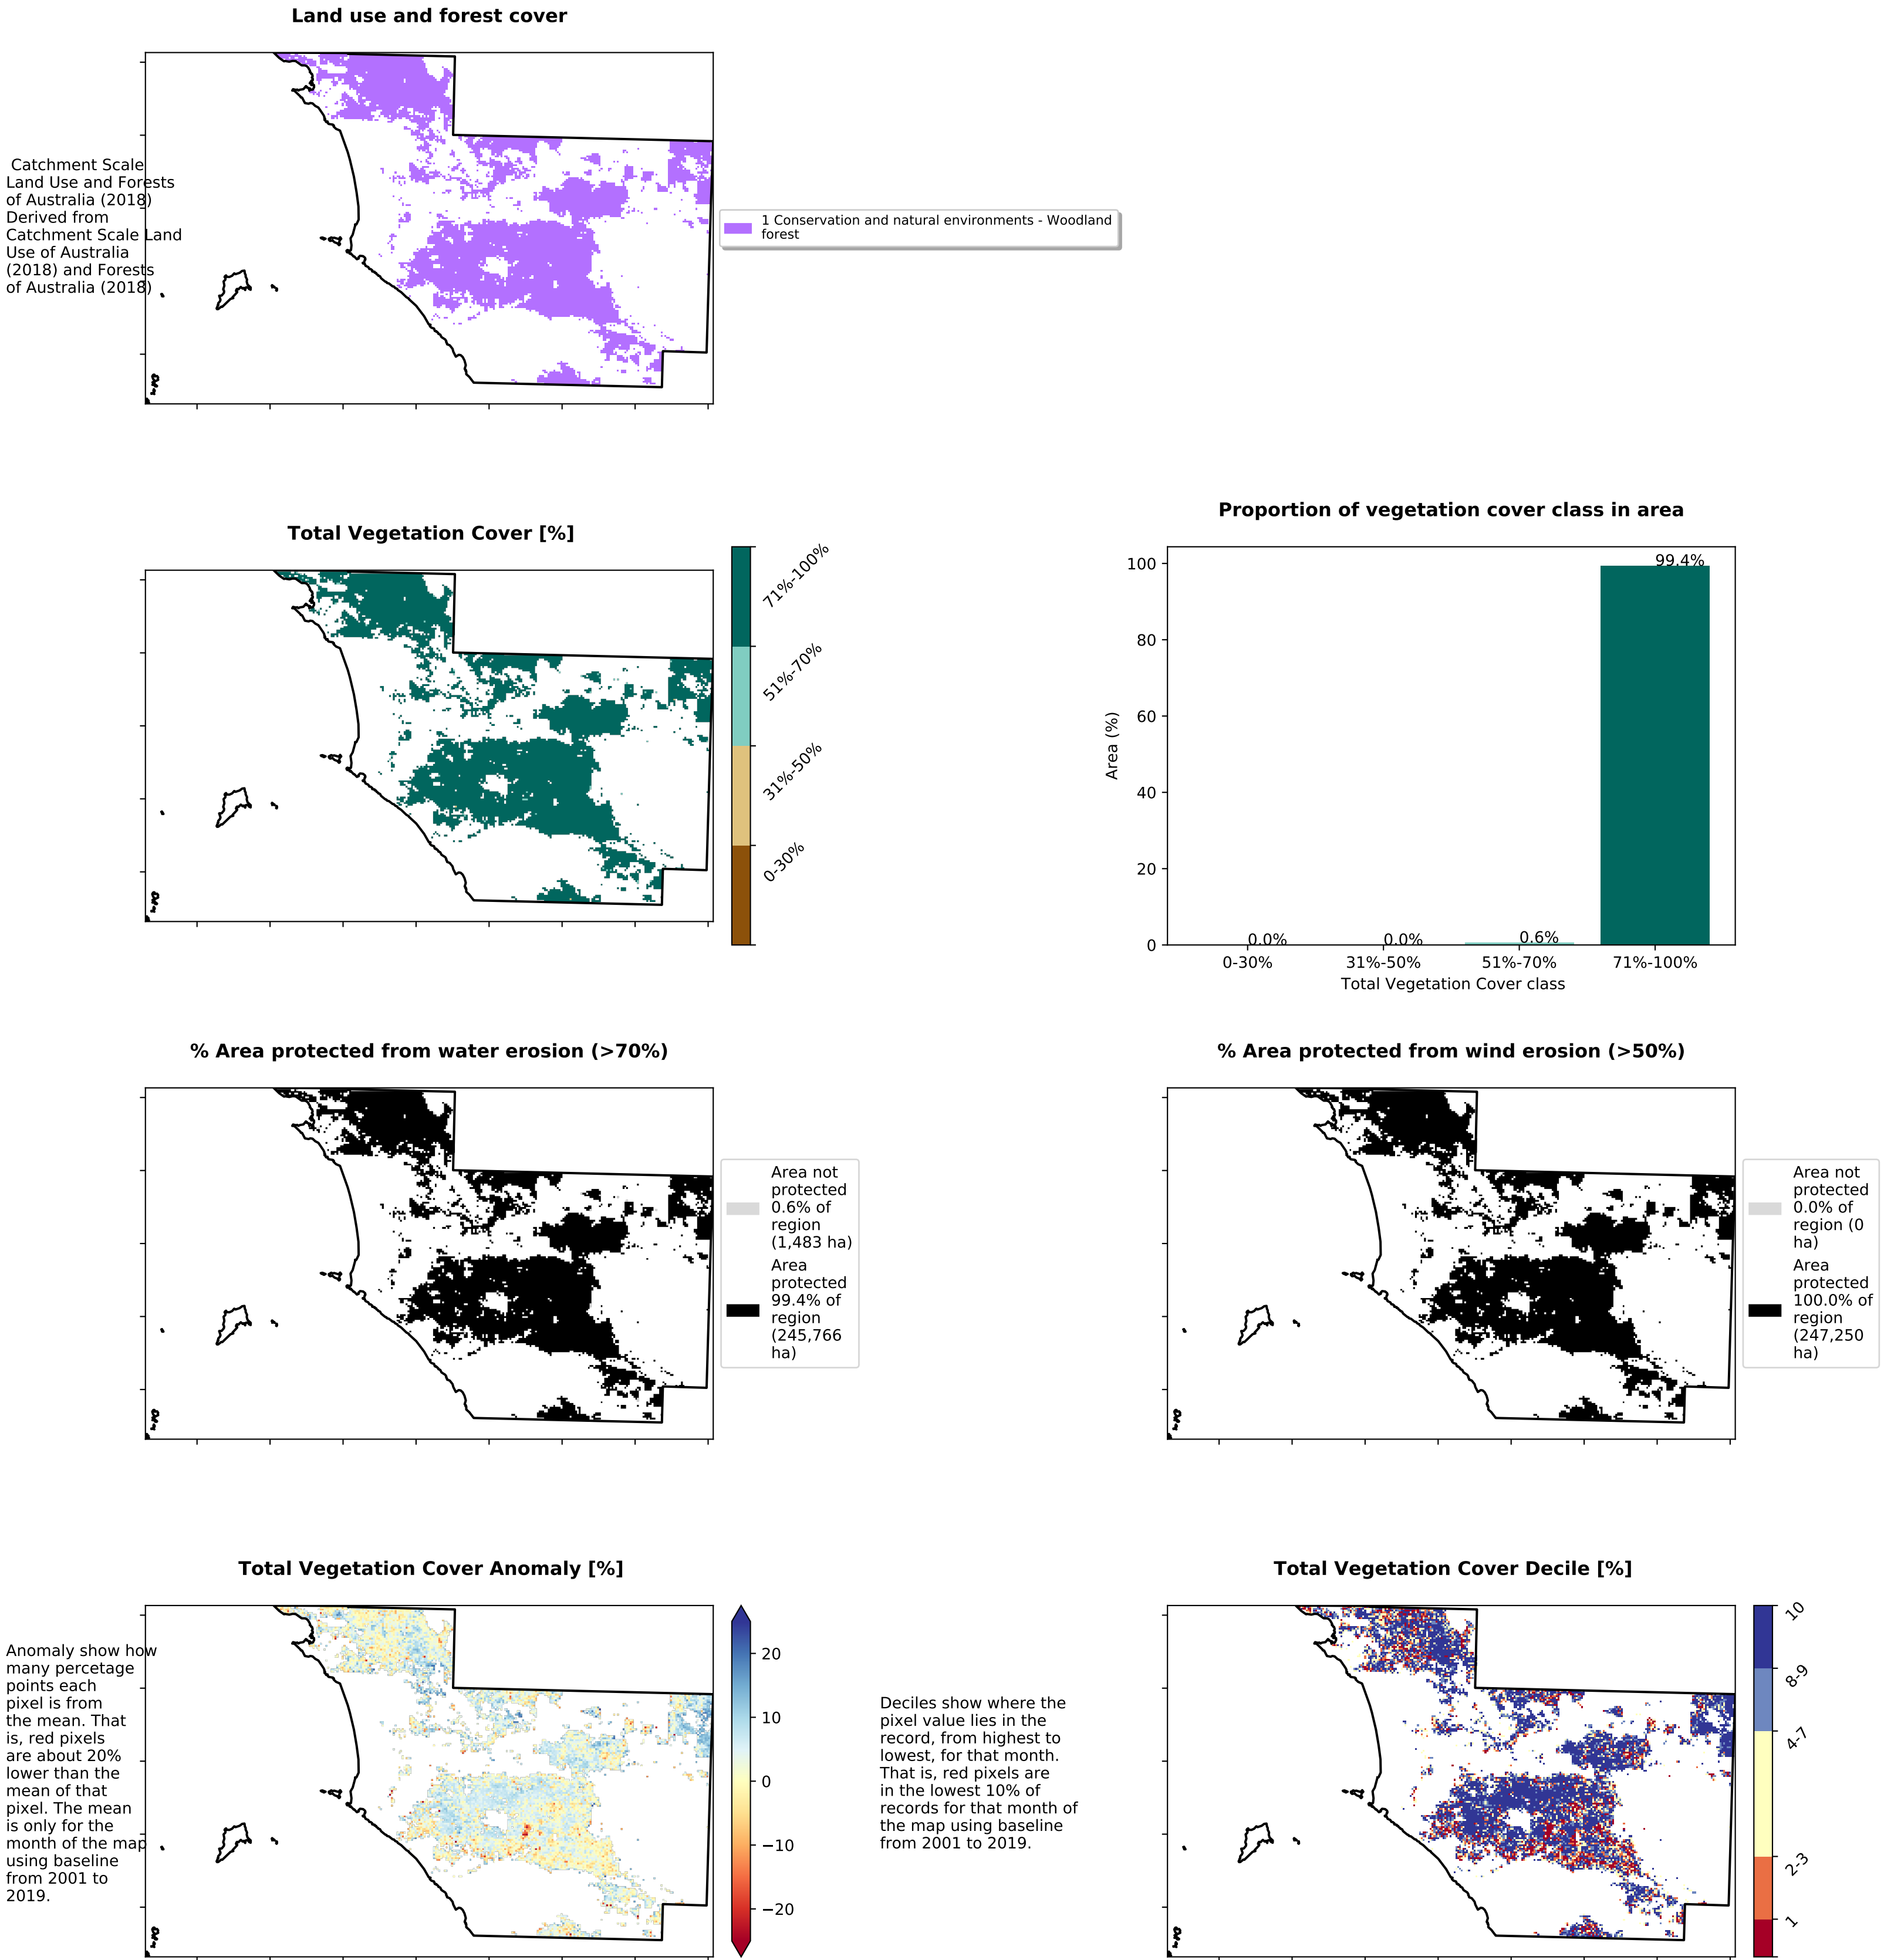 Land use and forest cover
Catchment Scale
Land Use and Forests
of Australia (2018)
Derived from
Catchment Scale Land
Use of Australia
(2018) and Forests
of Australia (2018)
1 Conservation and natural environments - Woodland
forest
Total Vegetation Cover [%]
71%-100%
51%-70%
31%-50%
0-30%
Proportion of vegetation cover class in area
Area (%)
100
80
60
40
20
0
0.0%
0.0%
0.6%
99.4%
0-30%
31%-50%
51%-70%
71%-100%
Total Vegetation Cover class
% Area protected from water erosion (>70%)
Area not
protected
0.6% of
region
(1,483 ha)
Area
protected
99.4% of
region
(245,766
ha)
% Area protected from wind erosion (>50%)
Area not
protected
0.0% of
region (0
ha)
Area
protected
100.0% of
region
(247,250
ha)
Total Vegetation Cover Anomaly [%]
Anomaly show how
many percetage
points each
pixel is from
the mean. That
is, red pixels
are about 20%
lower than the
mean of that
pixel. The mean
is only for the
month of the map
using baseline
from 2001 to
2019.
20
10
0
−10
−20
Deciles show where the
pixel value lies in the
record, from highest to
lowest, for that month.
That is, red pixels are
in the lowest 10% of
records for that month of
the map using baseline
from 2001 to 2019.
Total Vegetation Cover Decile [%]
10
8-9
4-7
2-3
1